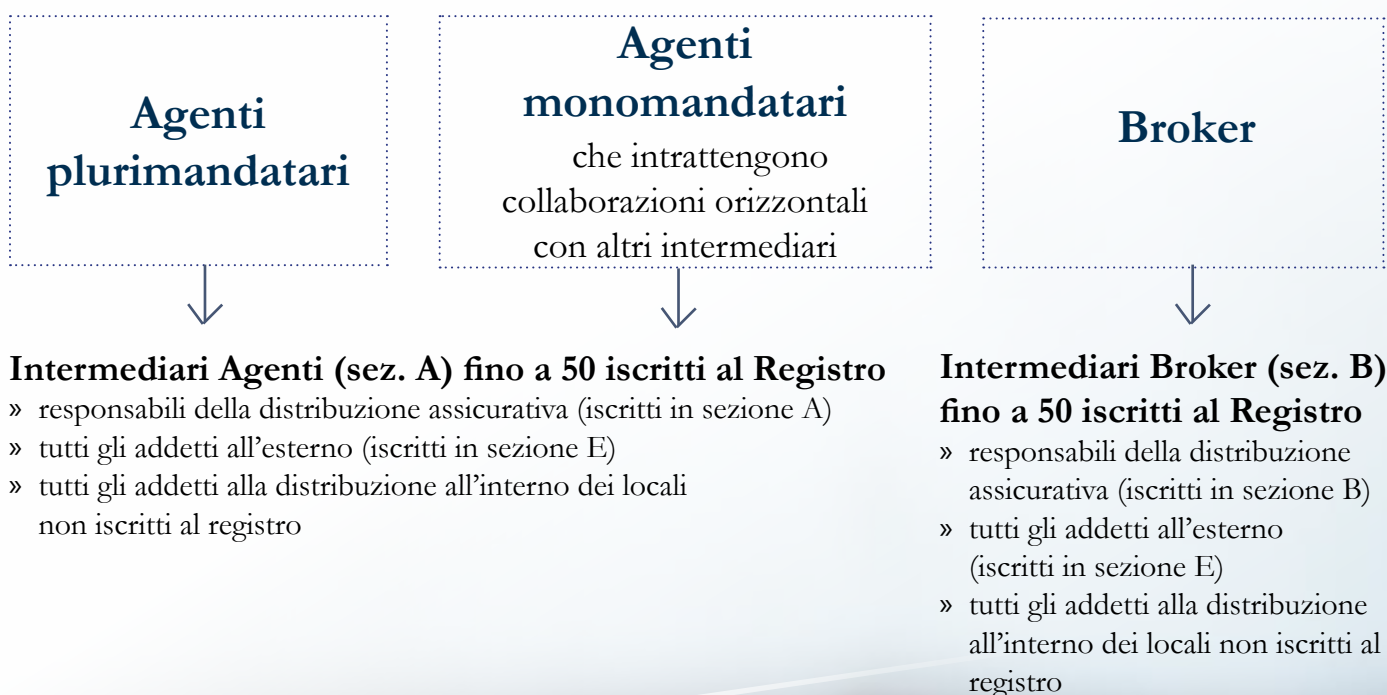 Agenti
plurimandatari
Agenti
monomandatari
che intrattengono
collaborazioni orizzontali
con altri intermediari
Broker
Intermediari Agenti (sez. A) fino a 50 iscritti al Registro
» responsabili della distribuzione assicurativa (iscritti in sezione A)
» tutti gli addetti all’esterno (iscritti in sezione E)
» tutti gli addetti alla distribuzione all’interno dei locali
non iscritti al registro
Intermediari Broker (sez. B)
fino a 50 iscritti al Registro
» responsabili della distribuzione
assicurativa (iscritti in sezione B)
» tutti gli addetti all’esterno
(iscritti in sezione E)
» tutti gli addetti alla distribuzione
all’interno dei locali non iscritti al
registro